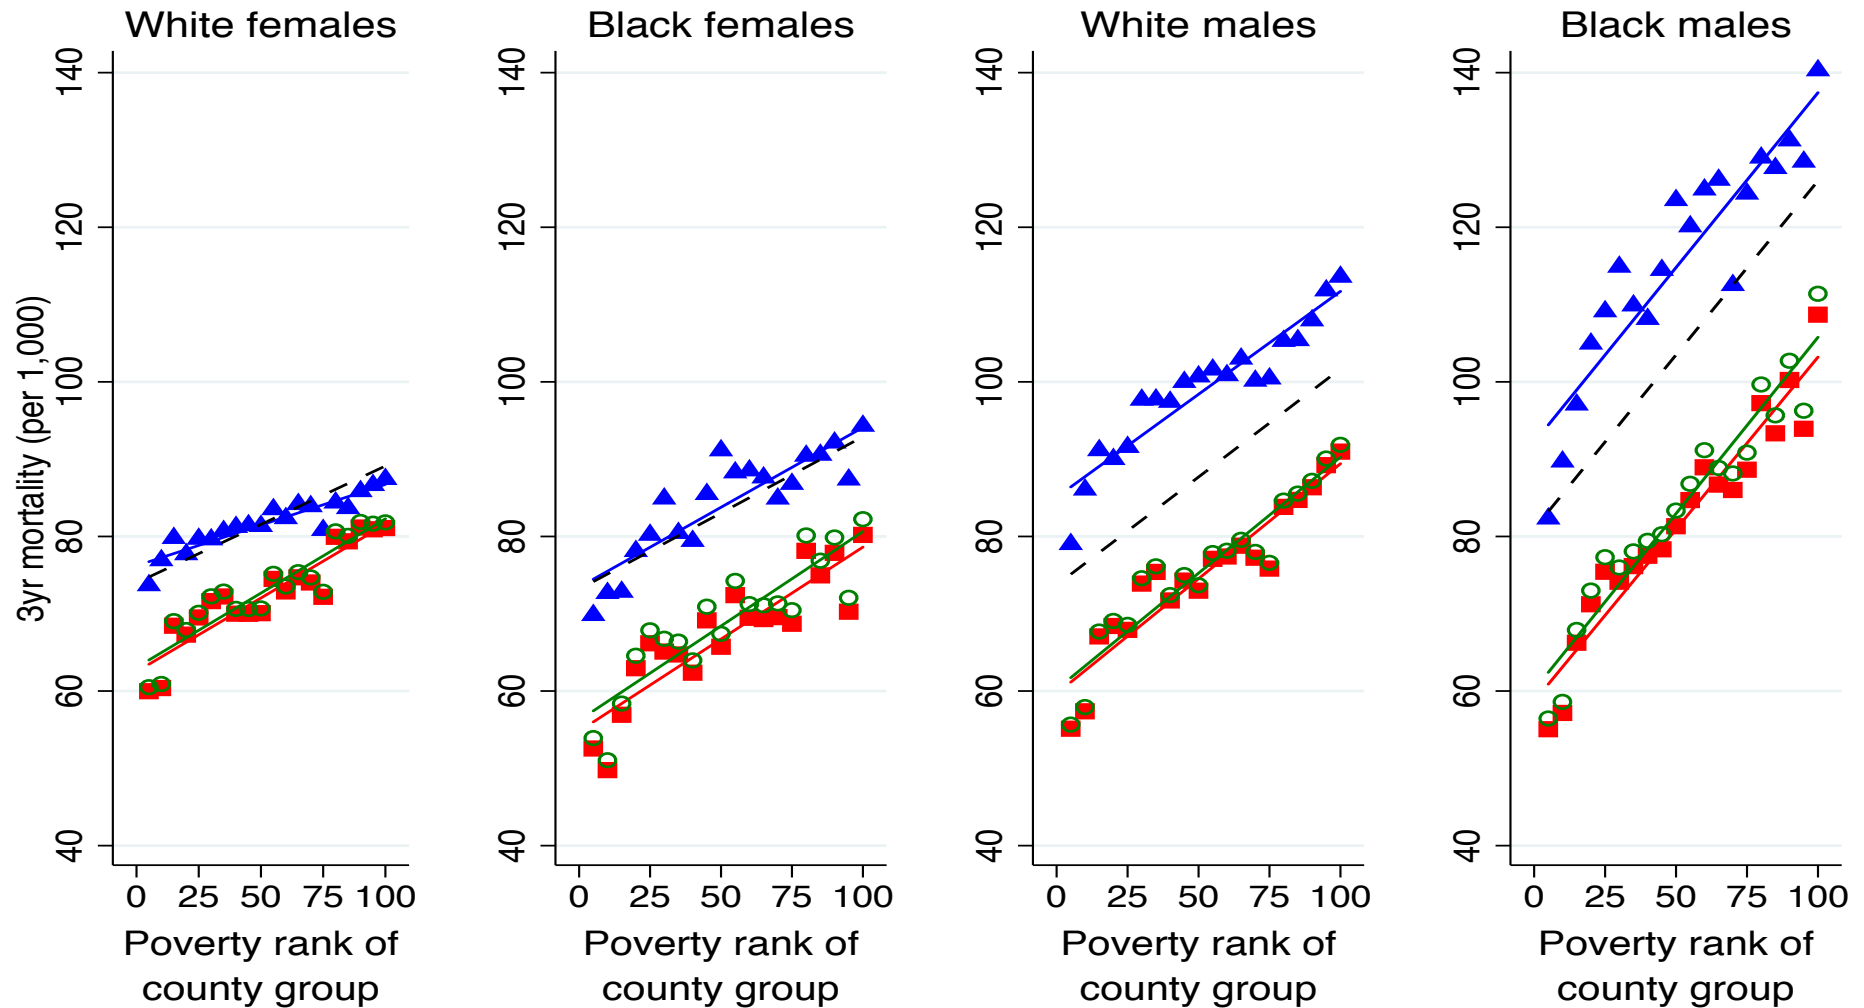 White females
Black females
White males
Black males
3yr mortality (per 1,000)
140
120
100
80
60
40
0 25 50 75 100
Poverty rank of
county group
140
120
100
80
60
40
0 25 50 75 100
Poverty rank of
county group
140
120
100
80
60
40
0 25 50 75 100
Poverty rank of
county group
140
120
100
80
60
40
0 25 50 75 100
Poverty rank of
county group